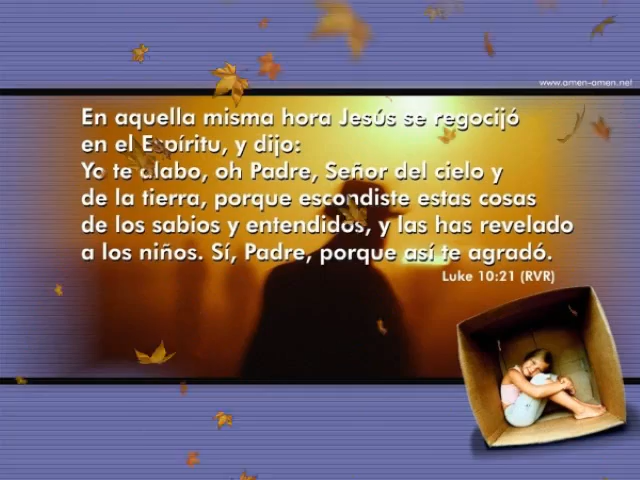 www.amen-amen.net
En aquella misma hora Jesús se regocijó
en el Espíritu, y dijo:
Yo te alabo, oh Padre, Señor del cielo y
de la tierra, porque escondiste estas cosas
de los sabios y entendidos, y las has revelado
a los niños. Sí, Padre, porque así te agradó.
Luke 10:21 (RVR)